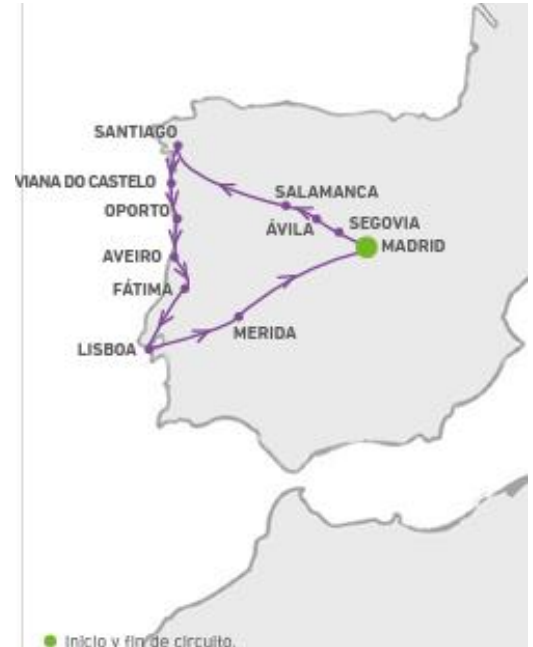 SANTIAGO
VIANA DO CASTELO
SALAMANCA
OPORTO
ÁVILA
SEGOVIA
MADRID
AVEIRO
FÁTIMA
MERIDA
LISBOA
Inicio y fin de circuito.